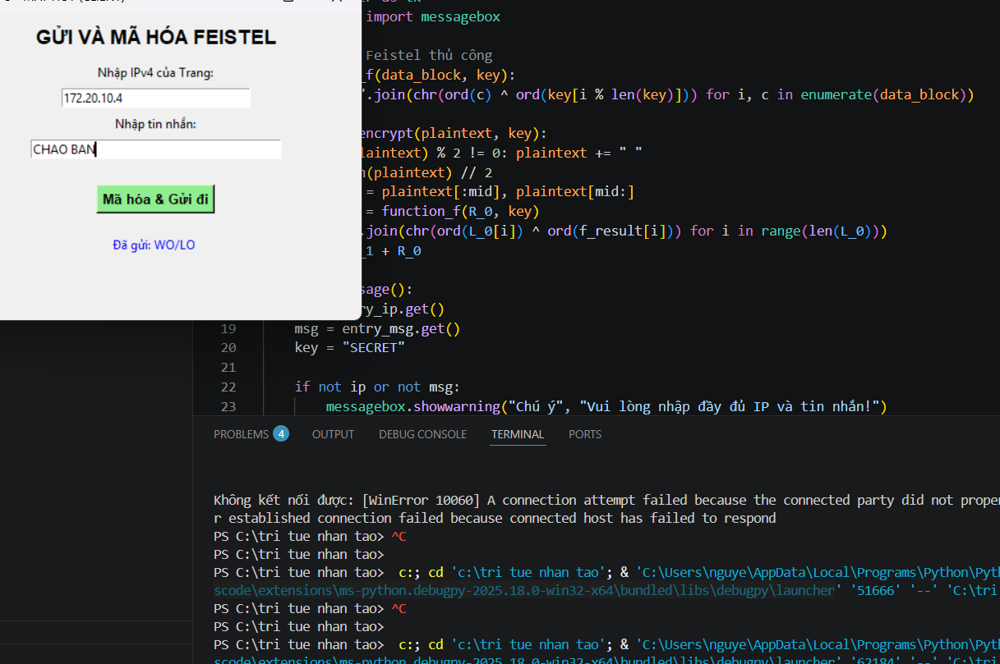 import messagebox
GỬI VÀ MÃ HÓA FEISTEL
Feistel thủ công
Nhập IPv4 của Trang:
_f(data_block, key):
172.20.10.4
.join(chr(ord(c) ^ ord(key[i % len(key)])) for i, c in enumerate(data_block))
Nhập tin nhắn:
encrypt(plaintext, key):
CHAO BAN
laintext) % 2 != 0: plaintext += " "
n(plaintext) // 2
= plaintext[:mid], plaintext[mid:]
Mã hóa & Gửi đi
= function_f(R_0, key)
.join(chr(ord(L_0[i]) ^ ord(f_result[i])) for i in range(len(L_0)))
Đã gửi: WO/LO
_1 + R_0
sage():
ry_ip.get()
19 msg = entry_msg.get()
20 key = "SECRET"
21
22 if not ip or not msg:
23 messagebox.showwarning("Chú ý", "Vui lòng nhập đầy đủ IP và tin nhắn!")
PROBLEMS 4 OUTPUT DEBUG CONSOLE TERMINAL PORTS
Không kết nối được: [WinError 10060] A connection attempt failed because the connected party did not
r established connection failed because connected host has failed to respond
PS C:\tri tue nhan tao> ^C
PS C:\tri tue nhan tao>
PS C:\tri tue nhan tao> c:; cd 'c:\tri tue nhan tao'; & 'C:\Users\nguye\AppData\Local\Programs\Python\Pyt
scode\extensions\ms-python.debugpy-2025.18.0-win32-x64\bundled\libs\debugpy\launcher' '51666' '--' 'C:\tri
PS C:\tri tue nhan tao> ^C
PS C:\tri tue nhan tao>
PS C:\tri tue nhan tao> c:; cd 'c:\tri tue nhan tao'; & 'C:\Users\nguye\AppData\Local\Programs\Python\Pyt
scode\extensions\ms-python.debugpy-2025.18.0-win32-x64\bundled\libs\debugpy\launcher' '62184' '--' 'C:\tri